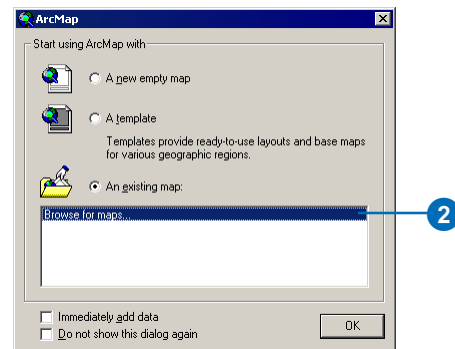 ArcMap
Start using ArcMap with
A new empty map
A template
Templates provide ready-to-use layouts and base maps
for various geographic regions.
An existing map:
Browse for maps...
2
Immediately add data
Do not show this dialog again
OK